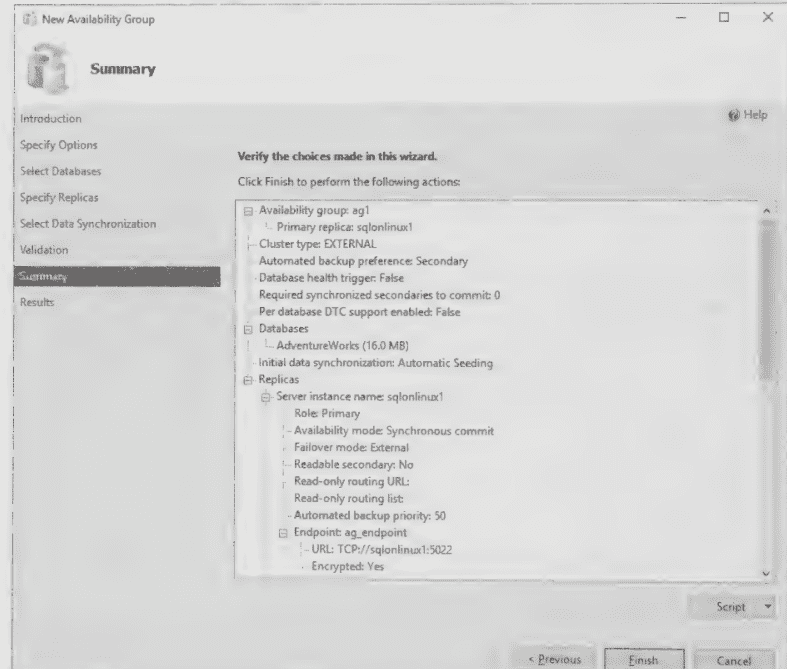 New Availability Group
Summary
Help
Introduction
Specify Options
Select Databases
Specify Replicas
Select Data Synchronization
Validation
Summary
Results
Verify the choices made in this wizard.
Click Finish to perform the following actions:
Availability group: ag1
Primary replica: sqlonlinux1
Cluster type: EXTERNAL
Automated backup preference: Secondary
Database health trigger: False
Required synchronized secondaries to commit: 0
Per database DTC support enabled: False
Databases
AdventureWorks (16.0 MB)
Initial data synchronization: Automatic Seeding
Replicas
Server instance name: sqlonlinux1
Role: Primary
Availability mode: Synchronous commit
Failover mode: External
Readable secondary: No
Read-only routing URL:
Read-only routing list:
Automated backup priority: 50
Endpoint: ag_endpoint
URL: TCP://sqlonlinux1:5022
Encrypted: Yes
Script
< Previous
Finish
Cancel